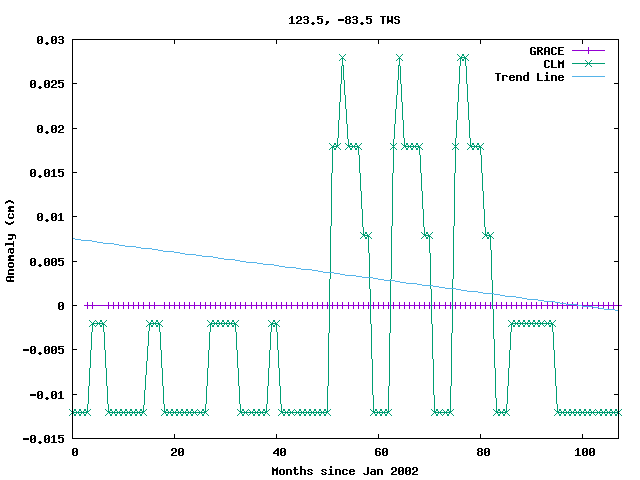 123.5, -83.5 TWS
GRACE
CLM
Trend Line
0.03
0.025
0.02
0.015
0.01
0.005
0
-0.005
-0.01
-0.015
Anomaly (cm)
0 20 40 60 80 100
Months since Jan 2002